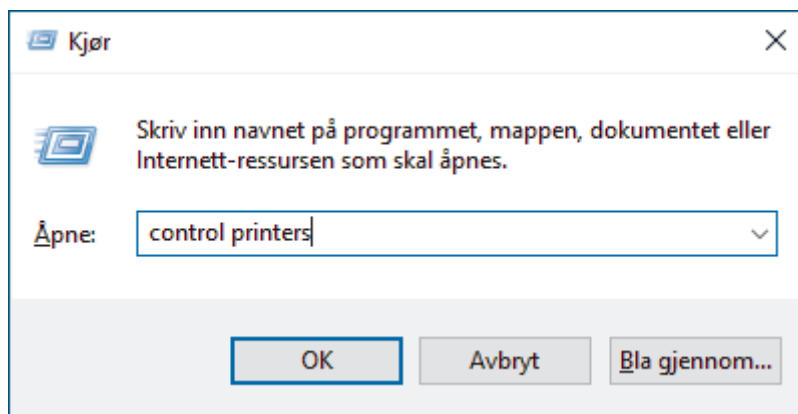 Kjør
Skriv inn navnet på programmet, mappen, dokumentet eller
Internett-ressursen som skal åpnes.
Åpne: control printers
OK Avbryt Bla gjennom...